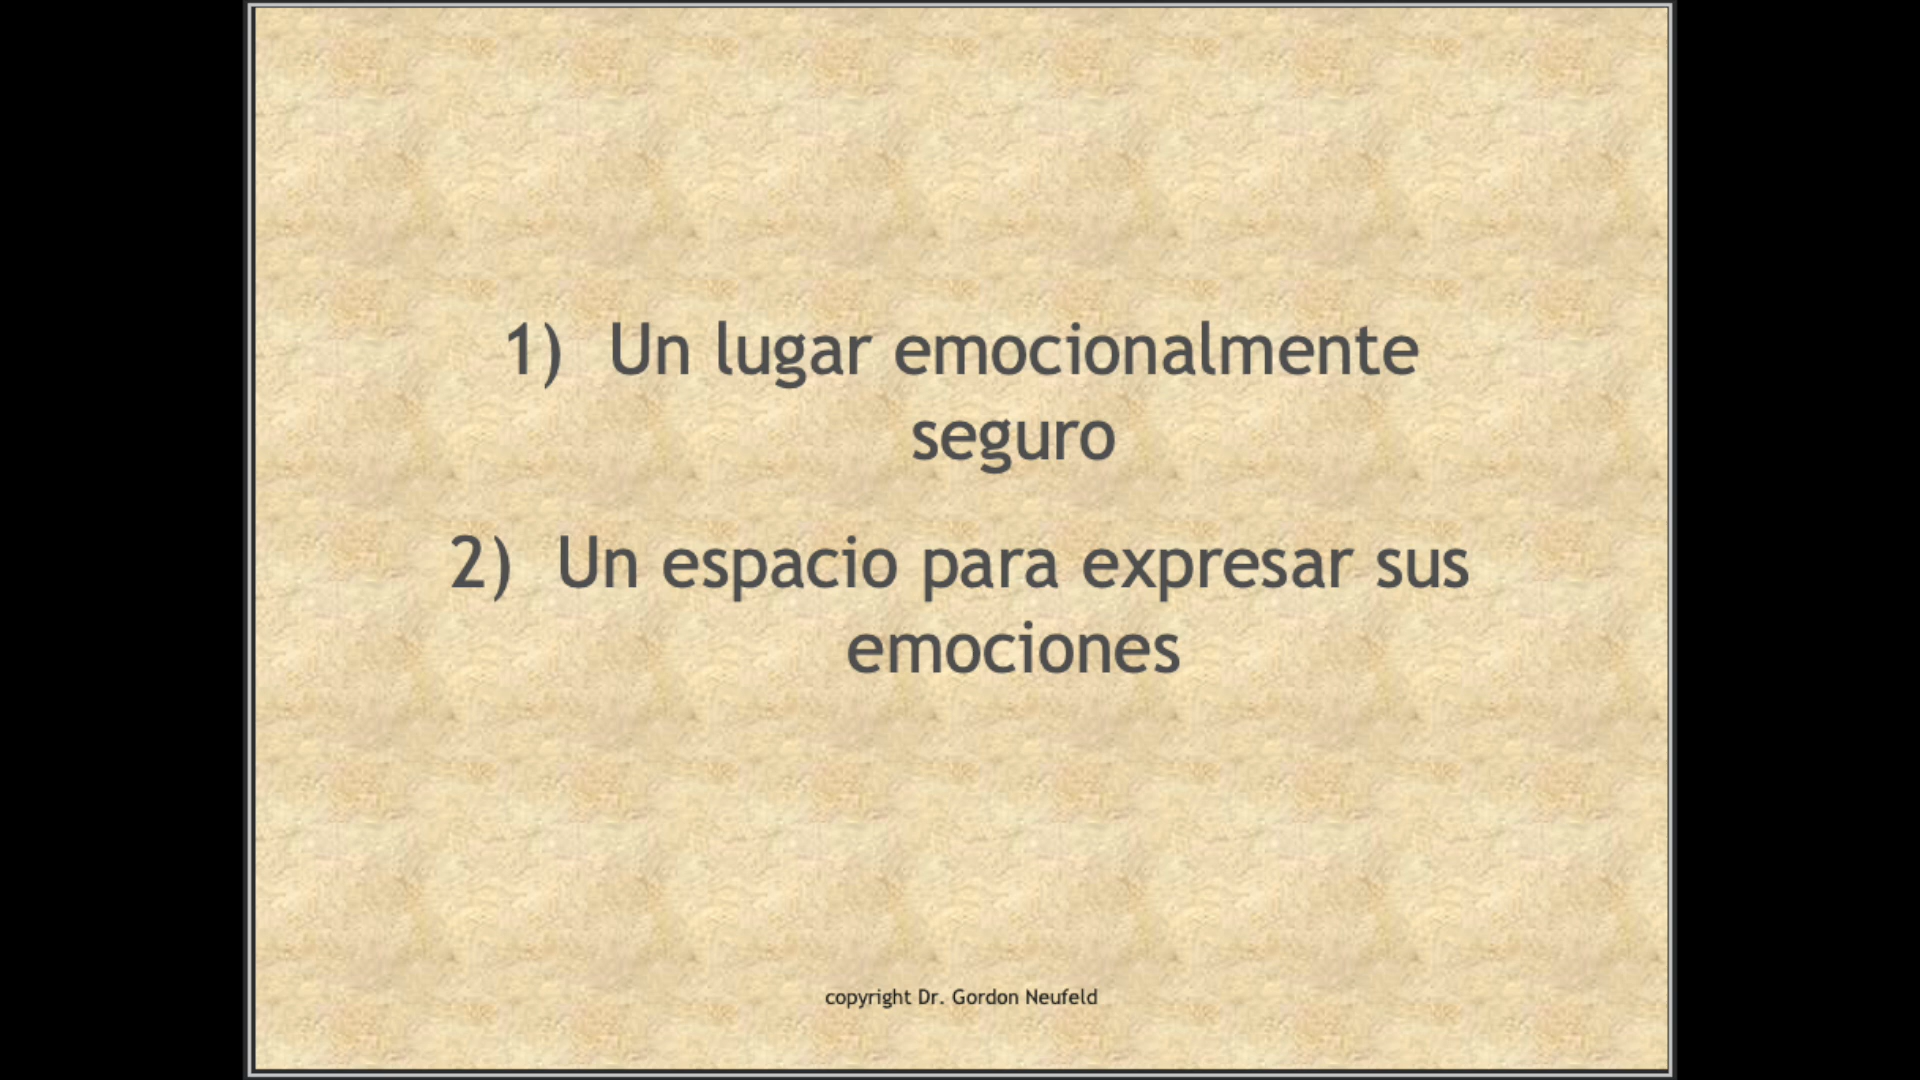 1) Un lugar emocionalmente
seguro
2) Un espacio para expresar sus
emociones
copyright Dr. Gordon Neufeld